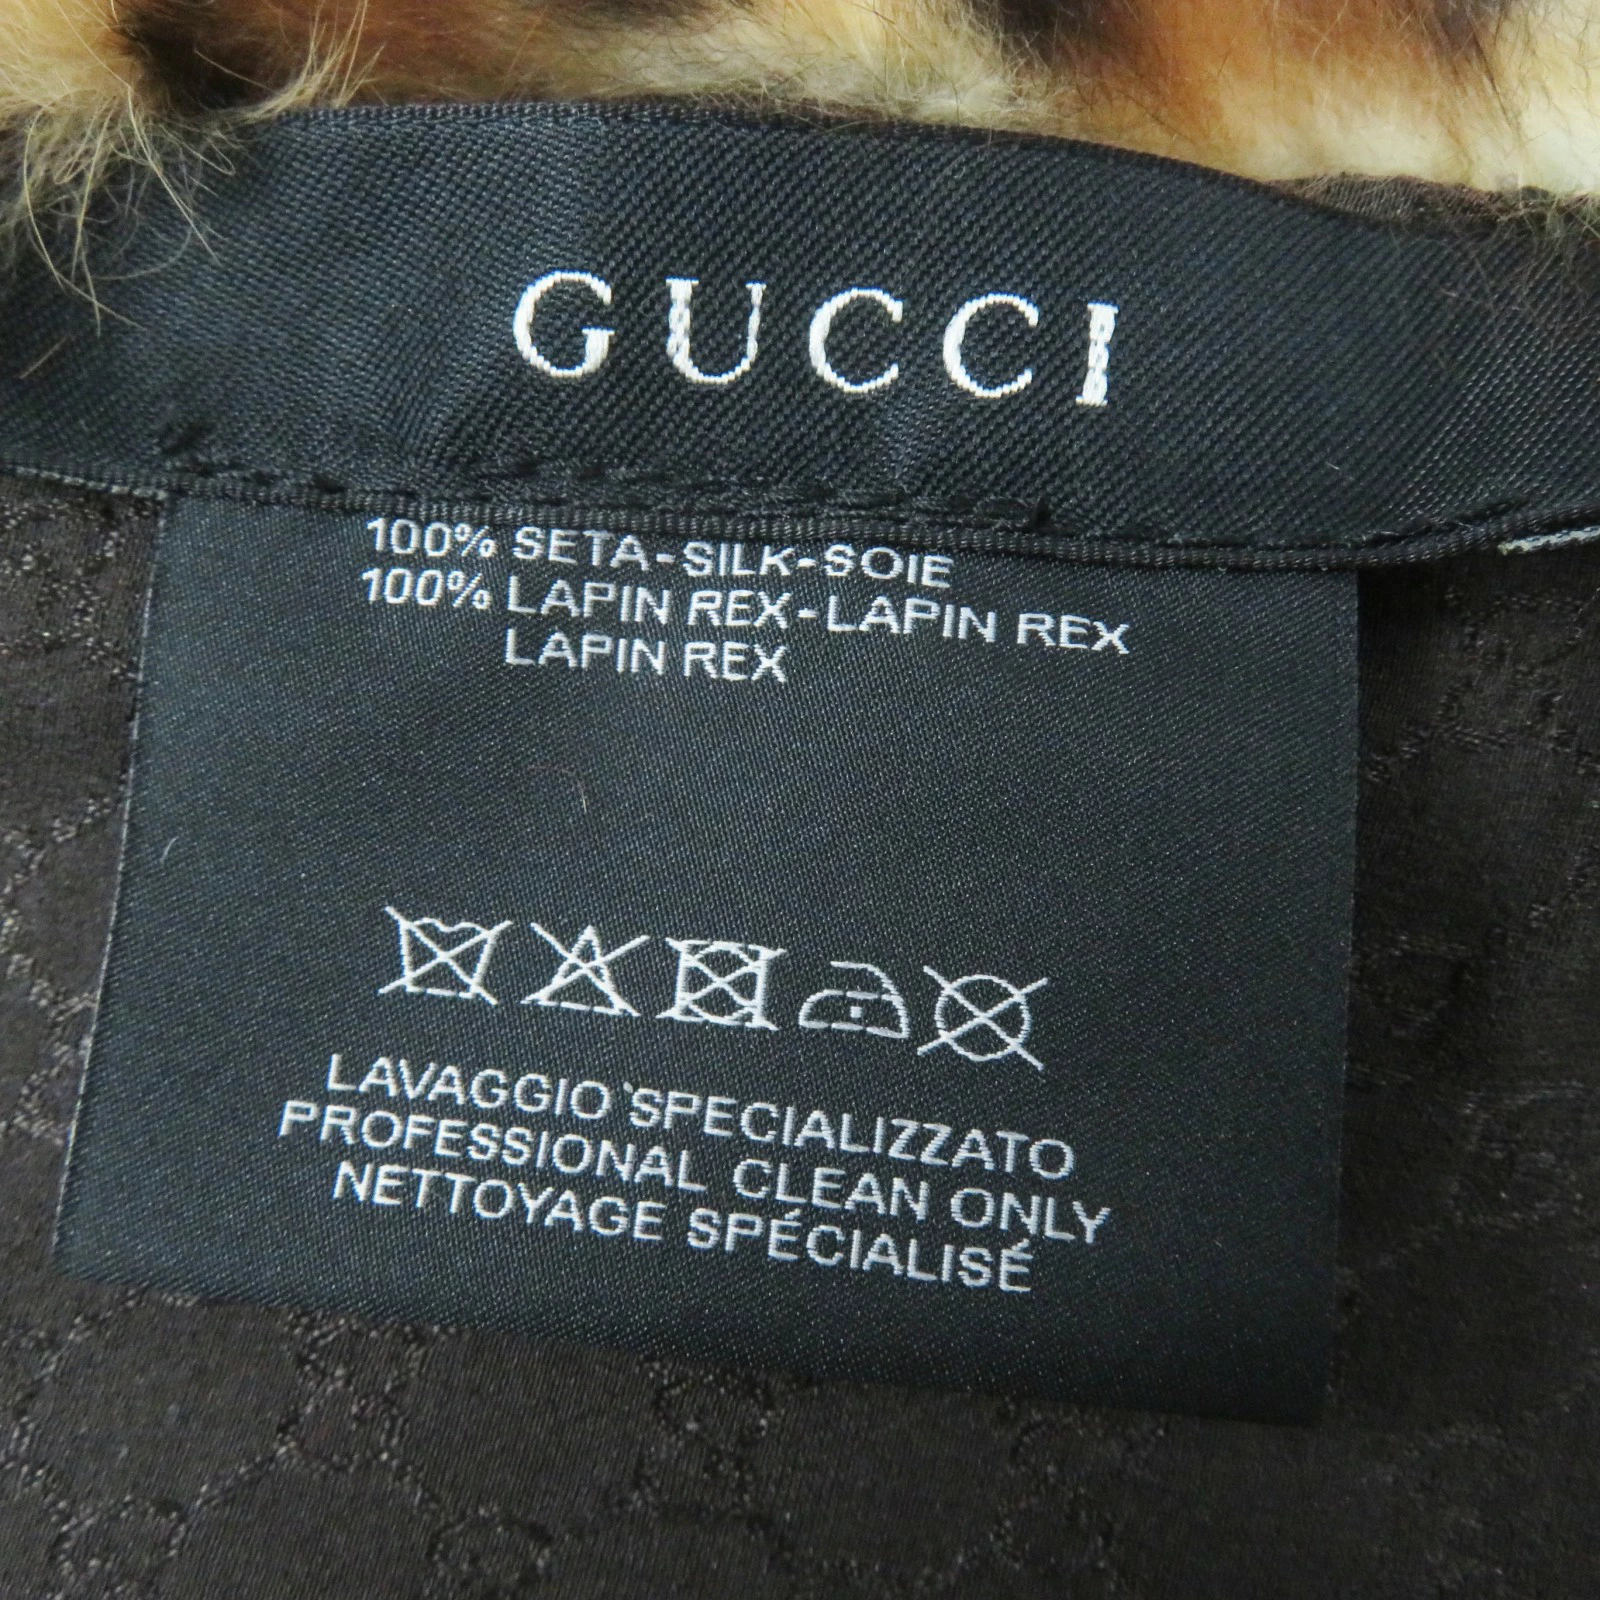 GUCCI
100% SETA-SILK-SOIE
100% LAPIN REX-LAPIN REX
LAPIN REX
LAVAGGIO SPECIALIZZATO
PROFESSIONAL CLEAN ONLY
NETTOYAGE SPÉCIALISÉ